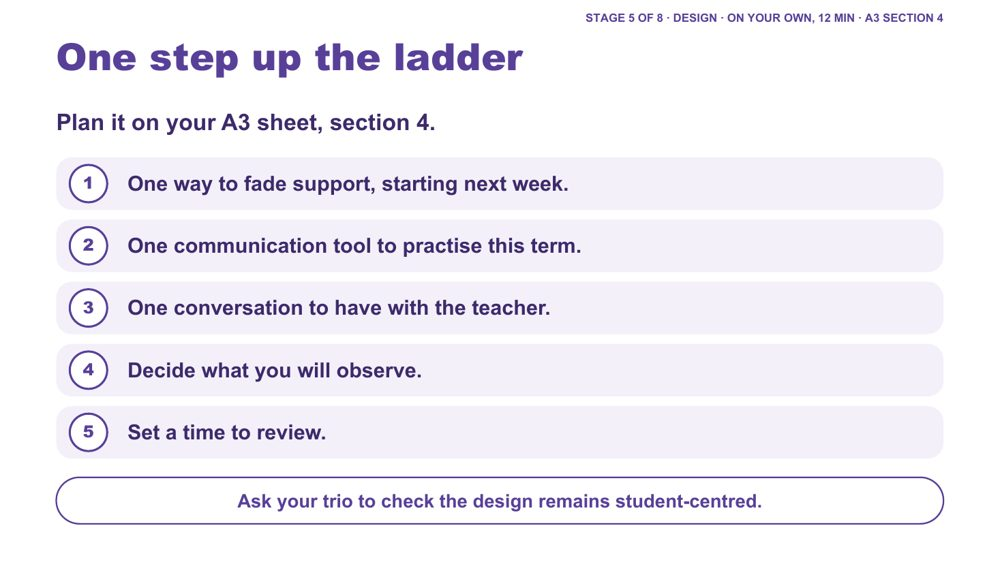 STAGE 5 OF 8 · DESIGN · ON YOUR OWN, 12 MIN · A3 SECTION 4
One step up the ladder
Plan it on your A3 sheet, section 4.
1 One way to fade support, starting next week.
2 One communication tool to practise this term.
3 One conversation to have with the teacher.
4 Decide what you will observe.
5 Set a time to review.
Ask your trio to check the design remains student-centred.